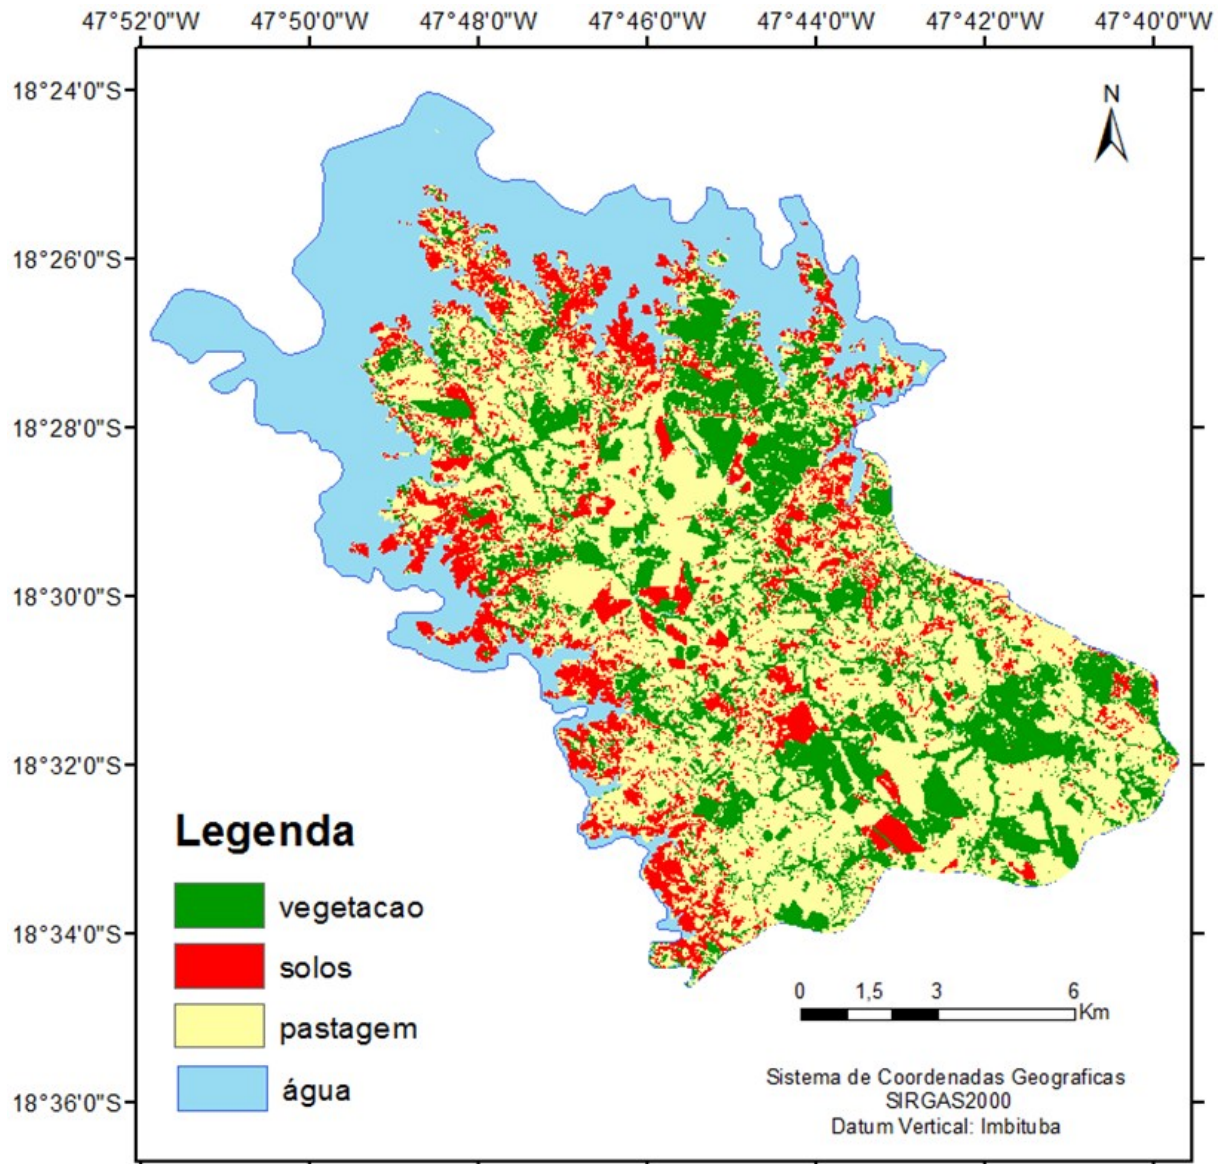 47°52'0"W 47°50'0"W 47°48'0"W 47°46'0"W 47°44'0"W 47°42'0"W 47°40'0"W
18°24'0"S
N
18°26'0"S
18°28'0"S
18°30'0"S
18°32'0"S
18°34'0"S
18°36'0"S
Legenda
vegetacao
solos
pastagem
água
0 1,5 3 6
Km
Sistema de Coordenadas Geograficas
SIRGAS2000
Datum Vertical: Imbituba